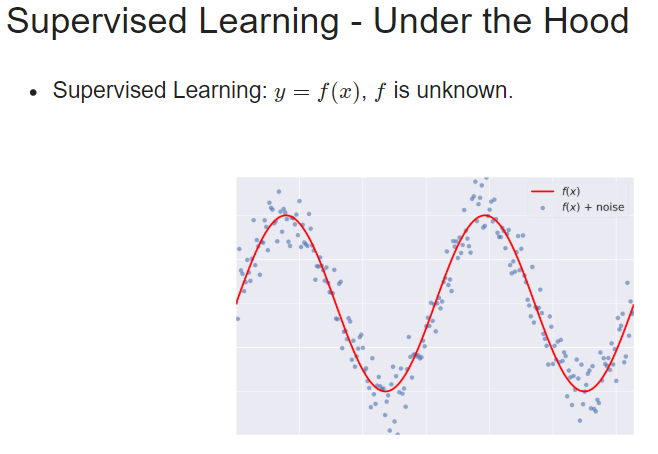 Supervised Learning - Under the Hood
• Supervised Learning: y = f(x), f is unknown.
f(x)
f(x) + noise